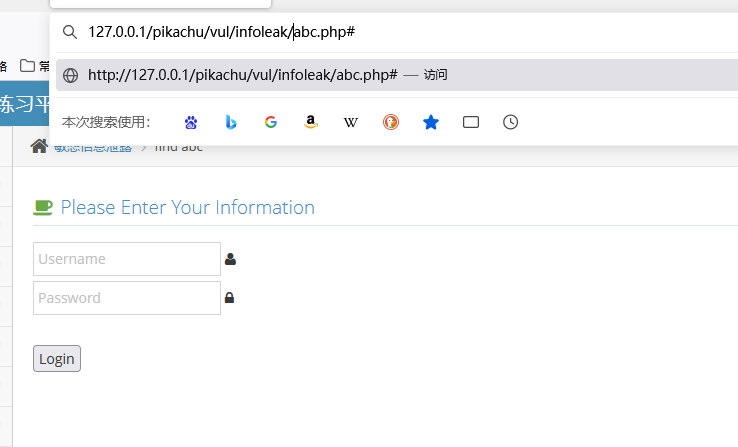 127.0.0.1/pikachu/vul/infoleak/abc.php#
http://127.0.0.1/pikachu/vul/infoleak/abc.php# — 访问
本次搜索使用：
练习平
敏感信息泄露 find abc
Please Enter Your Information
Username
Password
Login